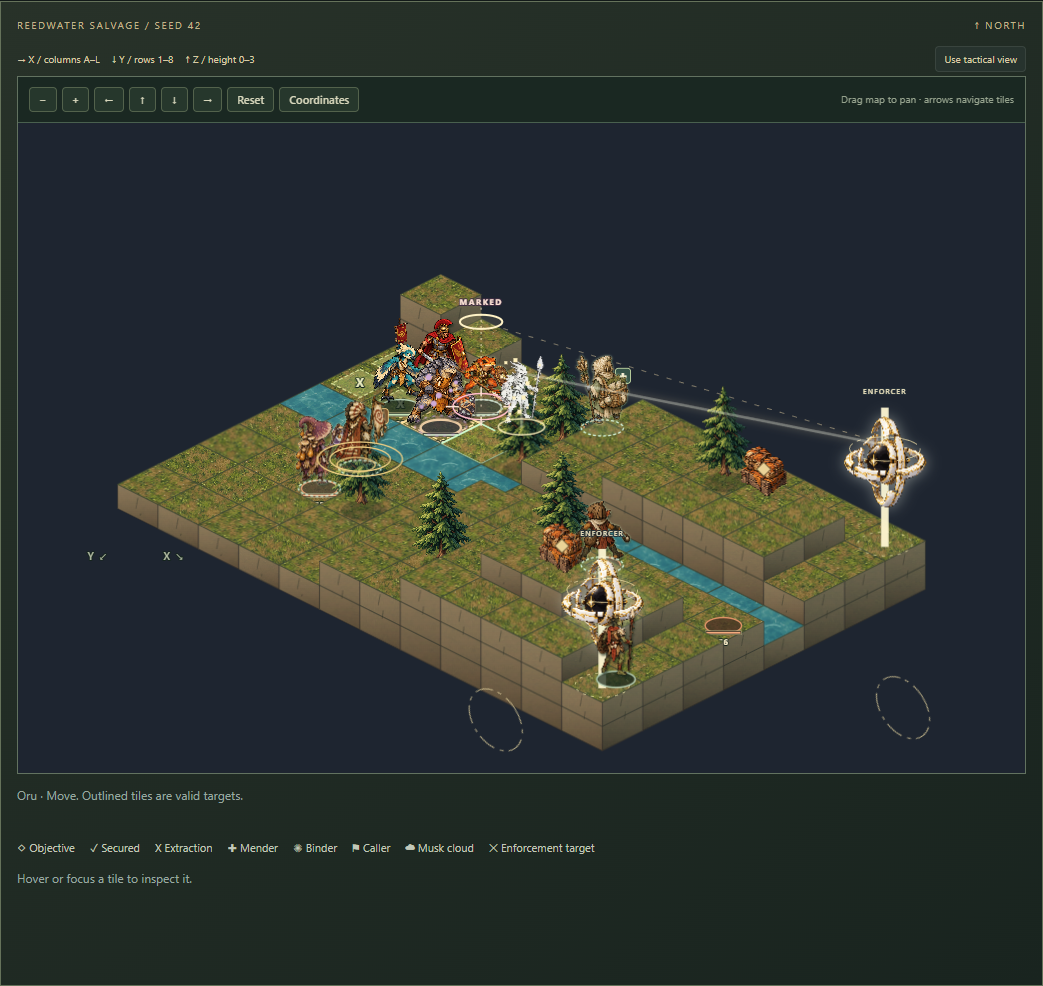 REEDWATER SALVAGE / SEED 42
↑ NORTH
→ X / columns A–L ↓ Y / rows 1–8 ↑ Z / height 0–3
Use tactical view
− + ← ↑ ↓ → Reset Coordinates
Drag map to pan · arrows navigate tiles
MARKED
X
ENFORCER
ENFORCER
Y ↙ X ↘
Oru · Move. Outlined tiles are valid targets.
◇ Objective ✓ Secured X Extraction ✚ Mender ❋ Binder ⚑ Caller ☁ Musk cloud ✕ Enforcement target
Hover or focus a tile to inspect it.